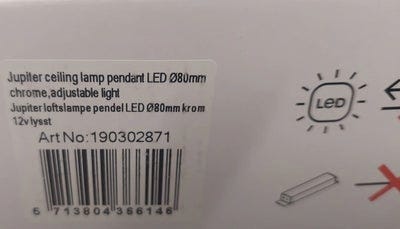 Jupiter ceiling lamp pendant LED Ø80mm
chrome,adjustable light
Jupiter loftslampe pendel LED Ø80mm krom
12v lysst
Art No:190302871
5 713804 356146
LED